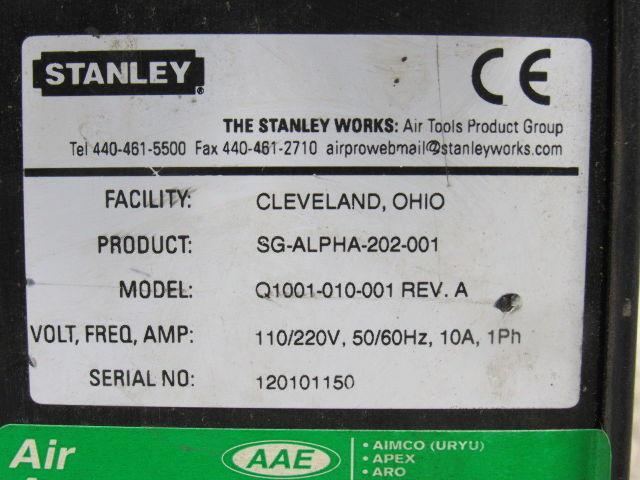 STANLEY®
CE
THE STANLEY WORKS: Air Tools Product Group
Tel 440-461-5500 Fax 440-461-2710 airprowebmail@stanleyworks.com
FACILITY: CLEVELAND, OHIO
PRODUCT: SG-ALPHA-202-001
MODEL: Q1001-010-001 REV. A
VOLT, FREQ, AMP: 110/220V, 50/60Hz, 10A, 1Ph
SERIAL NO: 120101150
Air
AAE
• AIMCO (URYU)
• APEX
• ARO